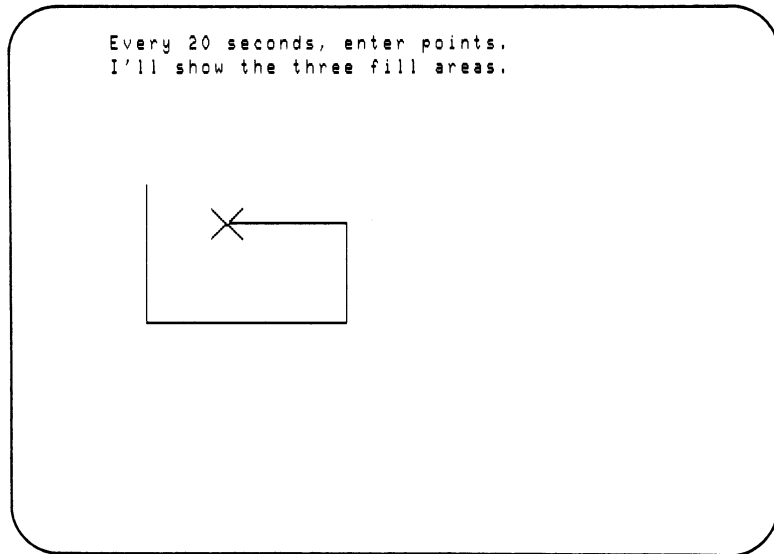 Every 20 seconds, enter points.
I'll show the three fill areas.